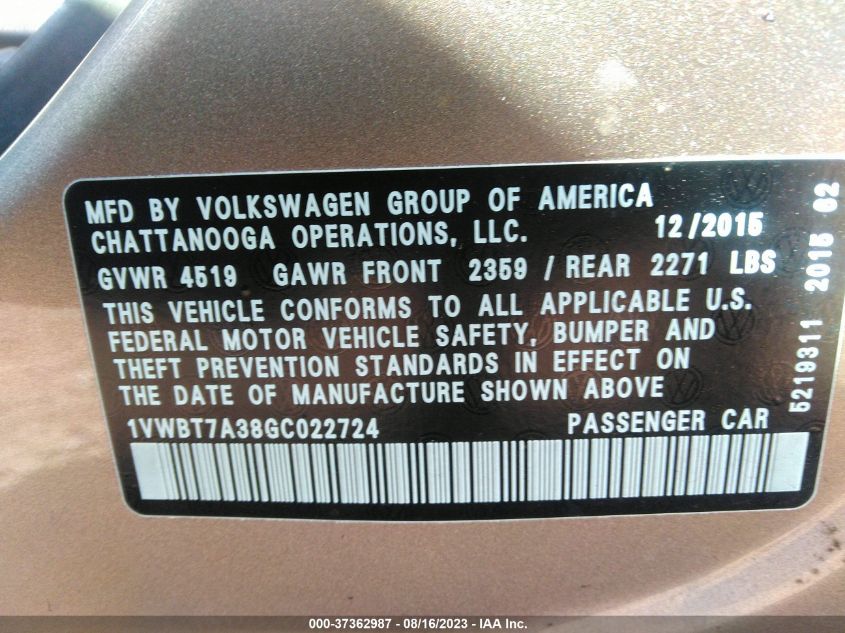 MFD BY VOLKSWAGEN GROUP OF AMERICA
CHATTANOOGA OPERATIONS, LLC. 12/2015
GVWR 4519 GAWR FRONT 2359 / REAR 2271 LBS
THIS VEHICLE CONFORMS TO ALL APPLICABLE U.S.
FEDERAL MOTOR VEHICLE SAFETY, BUMPER AND
THEFT PREVENTION STANDARDS IN EFFECT ON
THE DATE OF MANUFACTURE SHOWN ABOVE
1VWBT7A38GC022724 PASSENGER CAR
5219311 2015 62
000-37362987 - 08/16/2023 - IAA Inc.